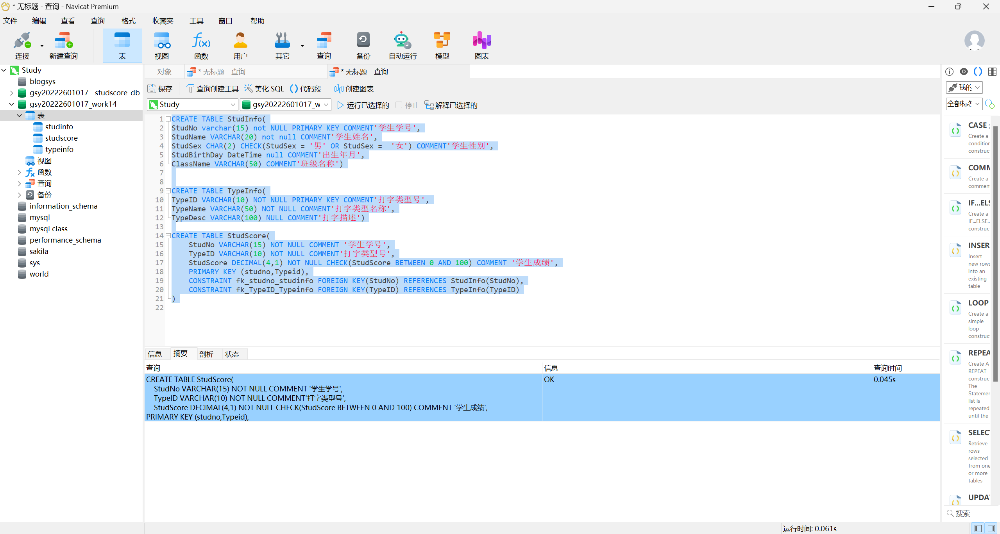 * 无标题 - 查询 - Navicat Premium
文件 编辑 查看 查询 格式 收藏夹 工具 窗口 帮助
连接 新建查询 表 视图 函数 用户 其它 查询 备份 自动运行 模型 图表
Study
blogsys
gsy20222601017__studscore_db
gsy20222601017_work14
表
studinfo
studscore
typeinfo
视图
函数
查询
备份
information_schema
mysql
mysql class
performance_schema
sakila
sys
world
对象 * 无标题 - 查询 * 无标题 - 查询
保存 查询创建工具 美化 SQL 代码段 创建图表
Study gsy20222601017_w 运行已选择的 停止 解释已选择的
1 CREATE TABLE StudInfo(
2 StudNo varchar(15) not NULL PRIMARY KEY COMMENT'学生学号',
3 StudName VARCHAR(20) not null COMMENT'学生姓名',
4 StudSex CHAR(2) CHECK(StudSex = '男' OR StudSex =  '女') COMMENT'学生性别',
5 StudBirthDay DateTime null COMMENT'出生年月',
6 ClassName VARCHAR(50) COMMENT'班级名称')
7
8
9 CREATE TABLE TypeInfo(
10 TypeID VARCHAR(10) NOT NULL PRIMARY KEY COMMENT'打字类型号',
11 TypeName VARCHAR(50) NOT NULL COMMENT'打字类型名称',
12 TypeDesc VARCHAR(100) NULL COMMENT'打字描述')
13
14 CREATE TABLE StudScore(
15     StudNo VARCHAR(15) NOT NULL COMMENT '学生学号',
16     TypeID VARCHAR(10) NOT NULL COMMENT'打字类型号',
17     StudScore DECIMAL(4,1) NOT NULL CHECK(StudScore BETWEEN 0 AND 100) COMMENT '学生成绩',
18     PRIMARY KEY (studno,Typeid),
19     CONSTRAINT fk_studno_studinfo FOREIGN KEY(StudNo) REFERENCES StudInfo(StudNo),
20     CONSTRAINT fk_TypeID_Typeinfo FOREIGN KEY(TypeID) REFERENCES TypeInfo(TypeID)
21 )
22
信息 摘要 剖析 状态
查询 信息 查询时间
CREATE TABLE StudScore( OK 0.045s
StudNo VARCHAR(15) NOT NULL COMMENT '学生学号',
TypeID VARCHAR(10) NOT NULL COMMENT'打字类型号',
StudScore DECIMAL(4,1) NOT NULL CHECK(StudScore BETWEEN 0 AND 100) COMMENT '学生成绩',
PRIMARY KEY (studno,Typeid),
我的
全部标签
CASE
Create a
condition
construct
COMM
Create a
comment
IF...ELS
Create a
IF...ELSE...
construct
INSER
Insert
new rows
into an
existing
table
LOOP
Create a
simple
loop
construct
REPEA
Create A
REPEAT
construct
The
Statemer
list is
repeated
until the
SELEC
Retrieve
rows
selected
from one
or more
tables
UPDA
搜索
运行时间: 0.061s